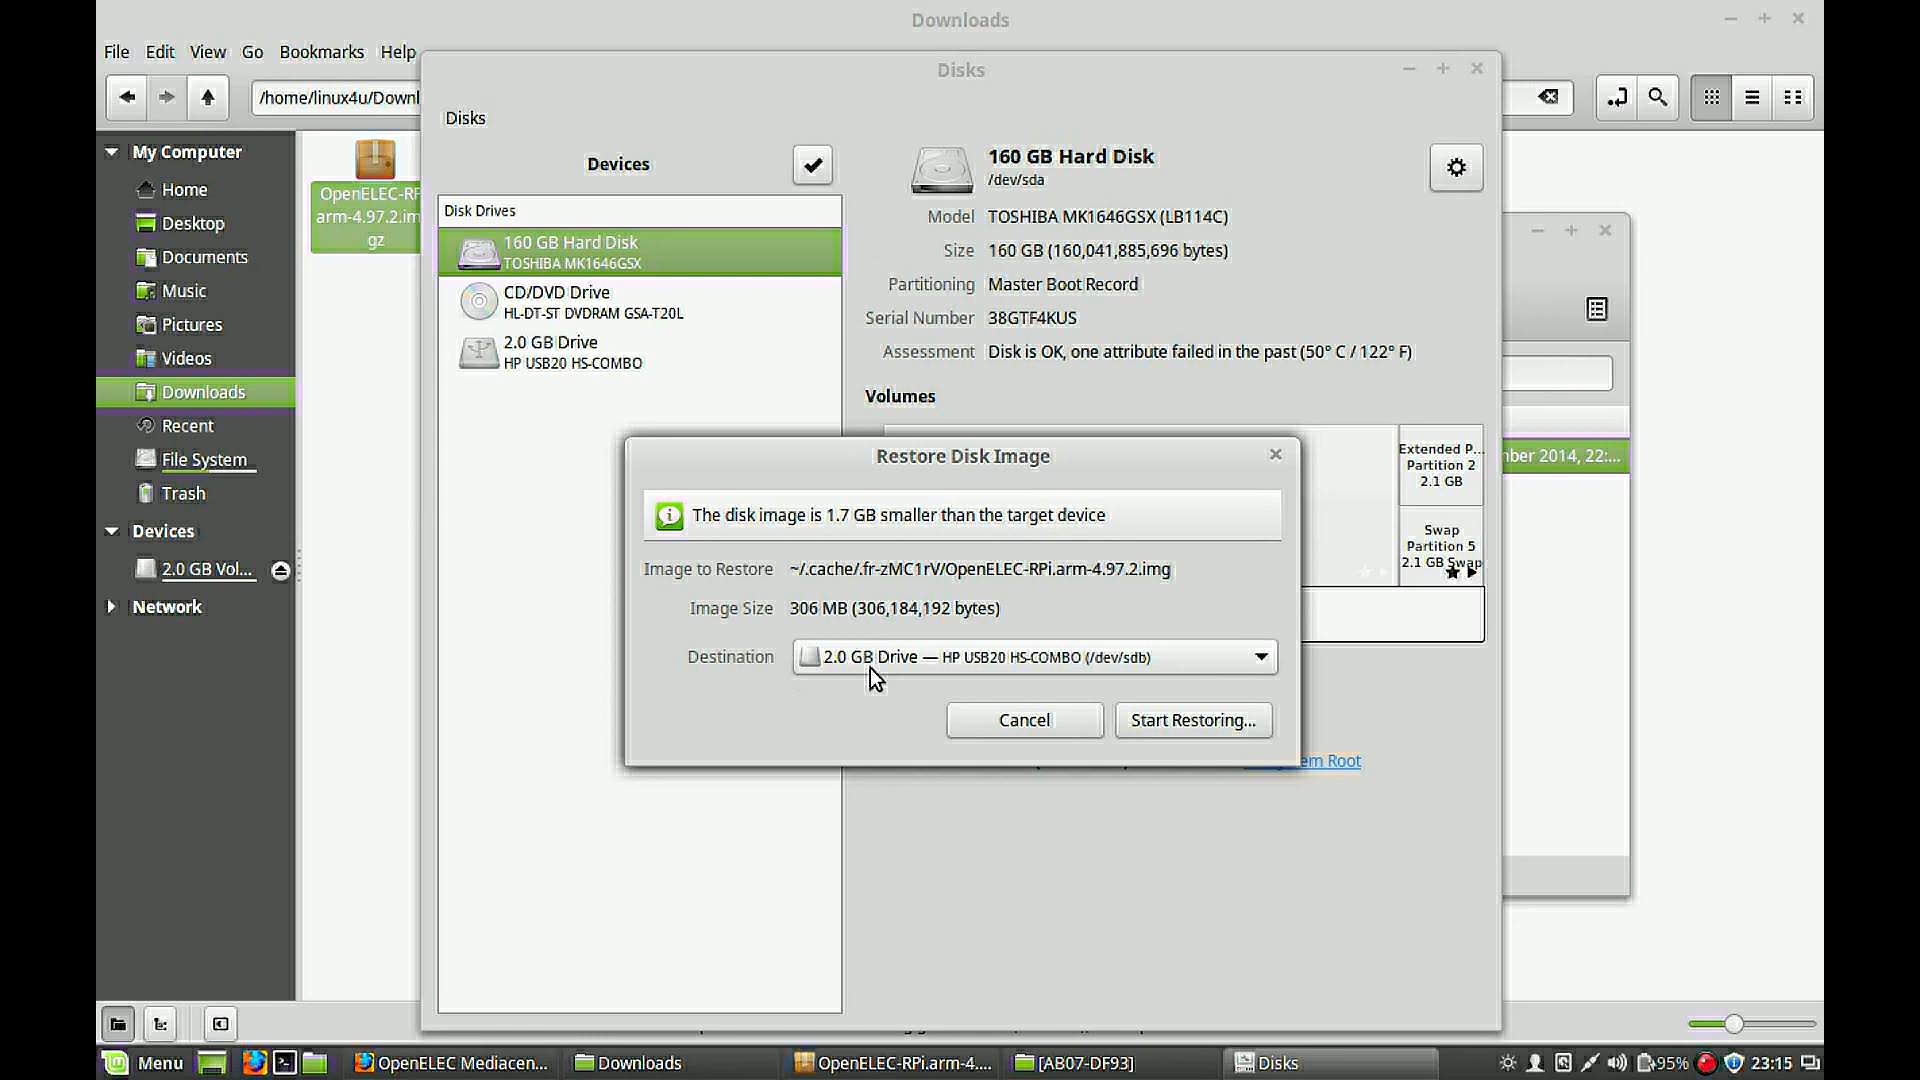 Downloads
File Edit View Go Bookmarks Help
/home/linux4u/Downl
My Computer
Home
Desktop
Documents
Music
Pictures
Videos
Downloads
Recent
File System
Trash
Devices
2.0 GB Vol...
Network
OpenELEC-RP
arm-4.97.2.im
gz
Disks
Disks
Devices
Disk Drives
160 GB Hard Disk
TOSHIBA MK1646GSX
CD/DVD Drive
HL-DT-ST DVDRAM GSA-T20L
2.0 GB Drive
HP USB20 HS-COMBO
160 GB Hard Disk
/dev/sda
Model TOSHIBA MK1646GSX (LB114C)
Size 160 GB (160,041,885,696 bytes)
Partitioning Master Boot Record
Serial Number 38GTF4KUS
Assessment Disk is OK, one attribute failed in the past (50° C / 122° F)
Volumes
Extended P...
Partition 2
2.1 GB
Swap
Partition 5
2.1 GB Swap
2014, 22:...
Restore Disk Image
The disk image is 1.7 GB smaller than the target device
Image to Restore ~/.cache/.fr-zMC1rV/OpenELEC-RPi.arm-4.97.2.img
Image Size 306 MB (306,184,192 bytes)
Destination 2.0 GB Drive — HP USB20 HS-COMBO (/dev/sdb)
Cancel Start Restoring...
em Root
Menu OpenELEC Mediacen... Downloads OpenELEC-RPi.arm-4.... [AB07-DF93] Disks 95% 23:15